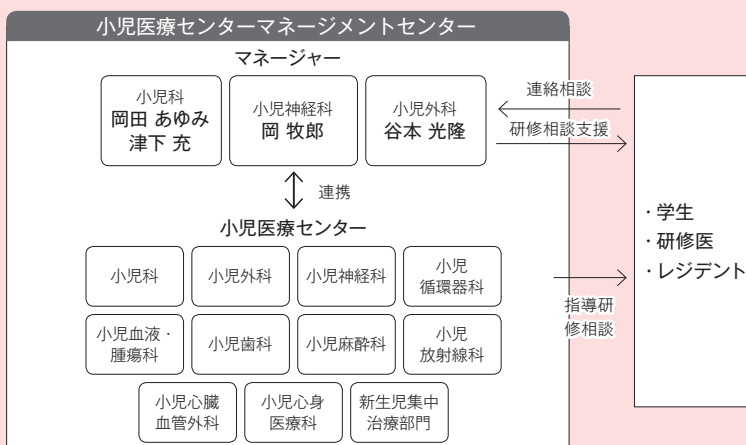 小児医療センターマネージメントセンター
マネージャー
小児科
岡田 あゆみ
津下 充
小児神経科
岡 牧郎
小児外科
谷本 光隆
連絡相談
研修相談支援
連携
小児医療センター
小児科
小児外科
小児神経科
小児
循環器科
小児血液・
腫瘍科
小児歯科
小児麻酔科
小児
放射線科
小児心臓
血管外科
小児心身
医療科
新生児集中
治療部門
指導研
修相談
・学生
・研修医
・レジデント